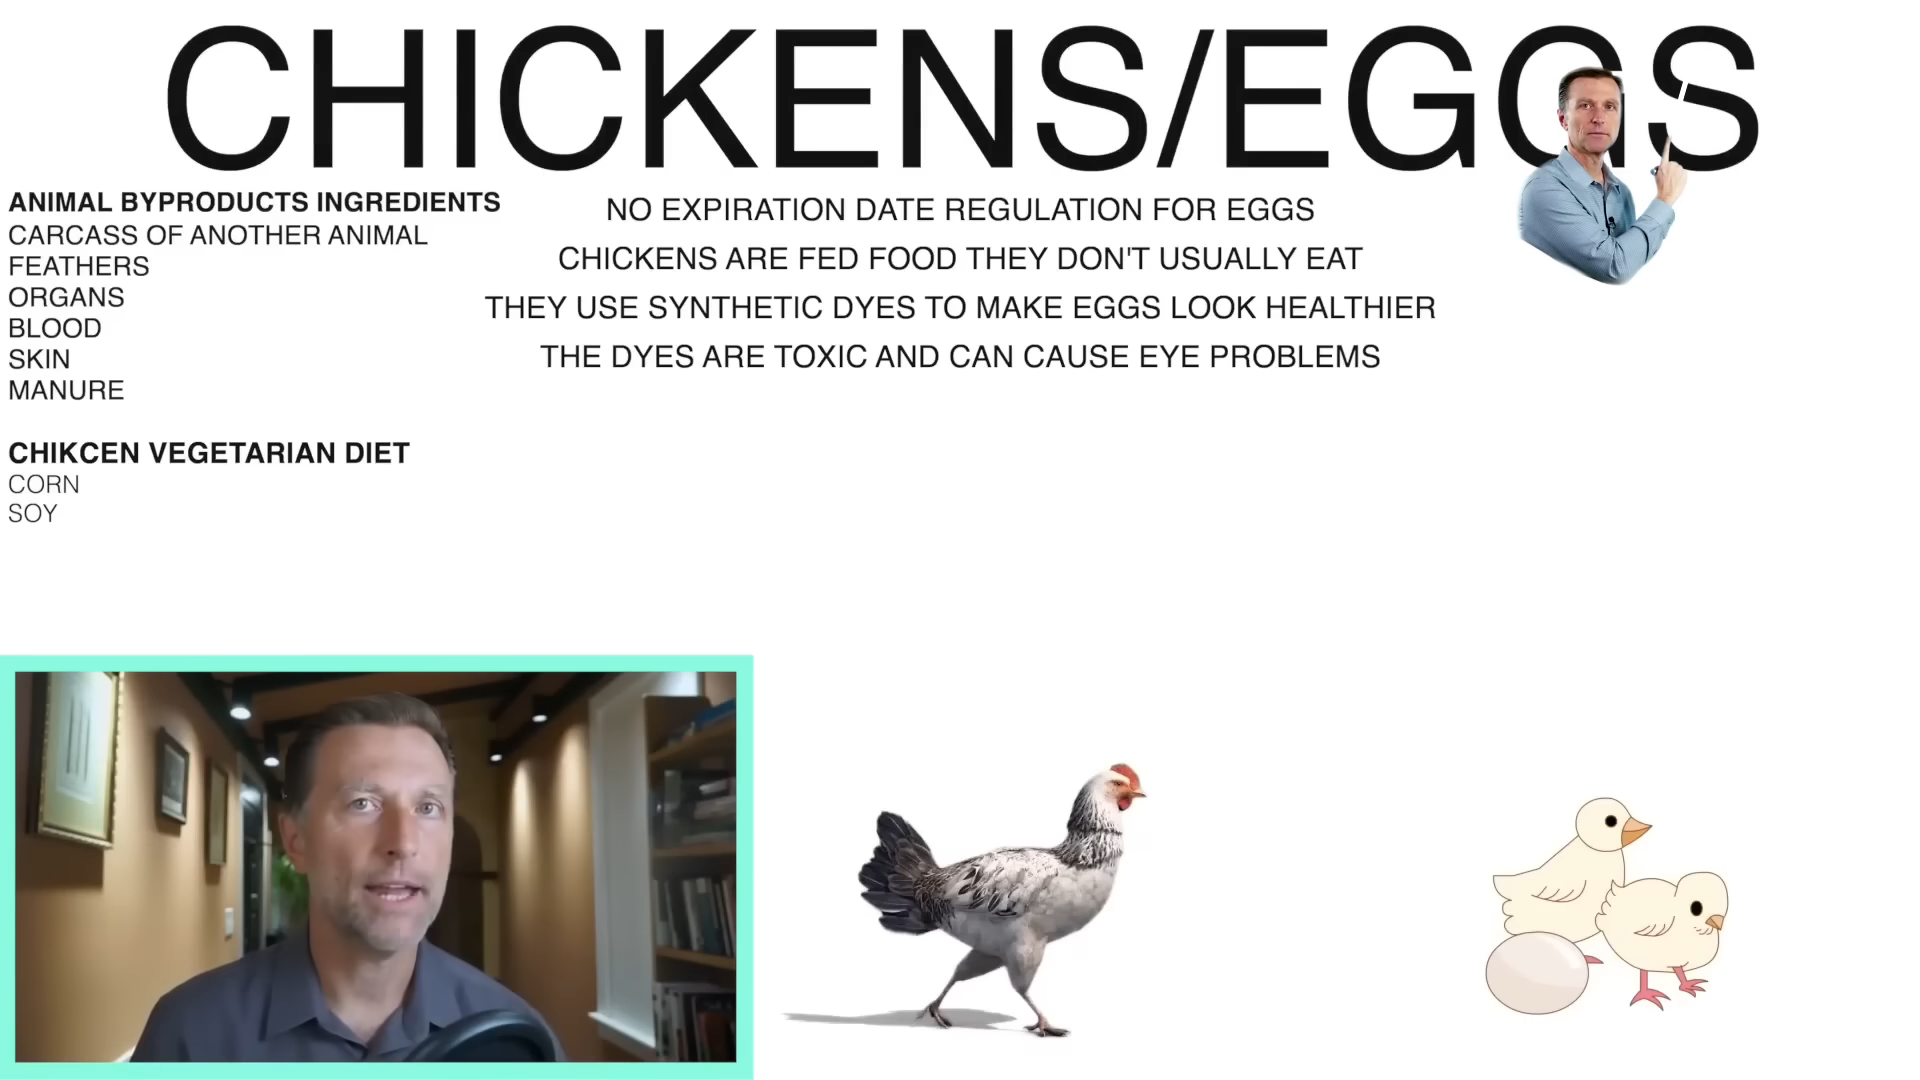 CHICKENS/EGGS
ANIMAL BYPRODUCTS INGREDIENTS
CARCASS OF ANOTHER ANIMAL
FEATHERS
ORGANS
BLOOD
SKIN
MANURE
CHIKCEN VEGETARIAN DIET
CORN
SOY
NO EXPIRATION DATE REGULATION FOR EGGS
CHICKENS ARE FED FOOD THEY DON'T USUALLY EAT
THEY USE SYNTHETIC DYES TO MAKE EGGS LOOK HEALTHIER
THE DYES ARE TOXIC AND CAN CAUSE EYE PROBLEMS